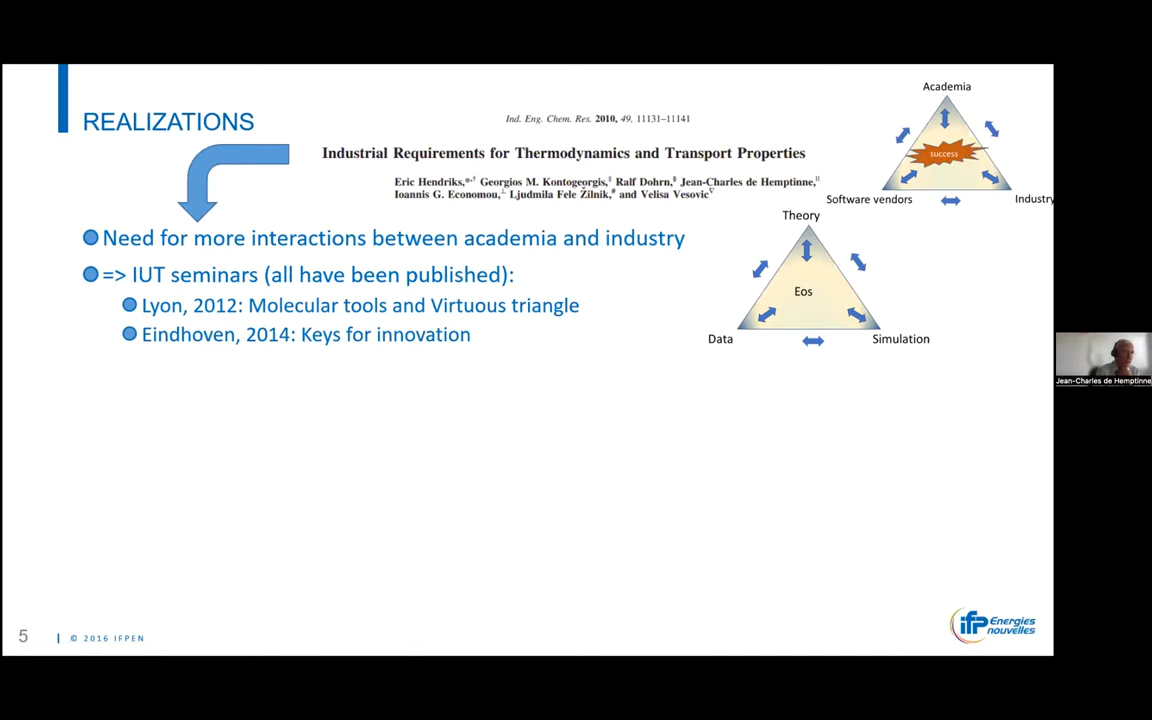 REALIZATIONS
Ind. Eng. Chem. Res. 2010, 49, 11131–11141
Industrial Requirements for Thermodynamics and Transport Properties
Eric Hendriks,*,† Georgios M. Kontogeorgis,‡ Ralf Dohrn,§ Jean-Charles de Hemptinne,||
Ioannis G. Economou,⊥ Ljudmila Fele Žilnik,# and Velisa Vesovic∇
Academia
success
Software vendors
Industry
Need for more interactions between academia and industry
=> IUT seminars (all have been published):
Lyon, 2012: Molecular tools and Virtuous triangle
Eindhoven, 2014: Keys for innovation
Theory
Eos
Data
Simulation
Jean-Charles de Hemptinne
5
© 2016 IFPEN
ifp Energies
nouvelles